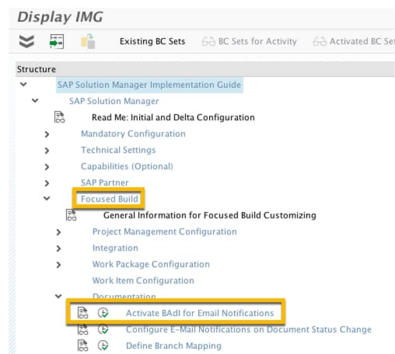 Display IMG
Existing BC Sets BC Sets for Activity Activated BC Set
Structure
SAP Solution Manager Implementation Guide
SAP Solution Manager
Read Me: Initial and Delta Configuration
Mandatory Configuration
Technical Settings
Capabilities (Optional)
SAP Partner
Focused Build
General Information for Focused Build Customizing
Project Management Configuration
Integration
Work Package Configuration
Work Item Configuration
Documentation
Activate BAdI for Email Notifications
Configure E-Mail Notifications on Document Status Change
Define Branch Mapping